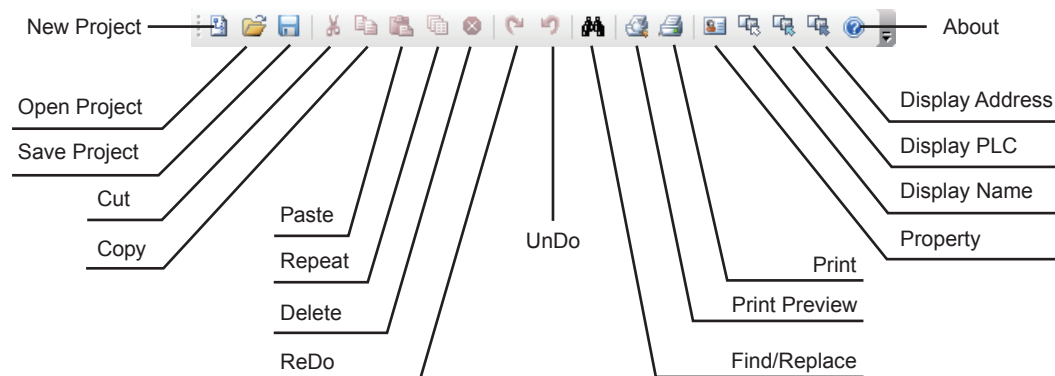 New Project
About
Open Project
Display Address
Save Project
Display PLC
Cut
Display Name
Paste
Copy
UnDo
Property
Repeat
Print
Delete
Print Preview
ReDo
Find/Replace